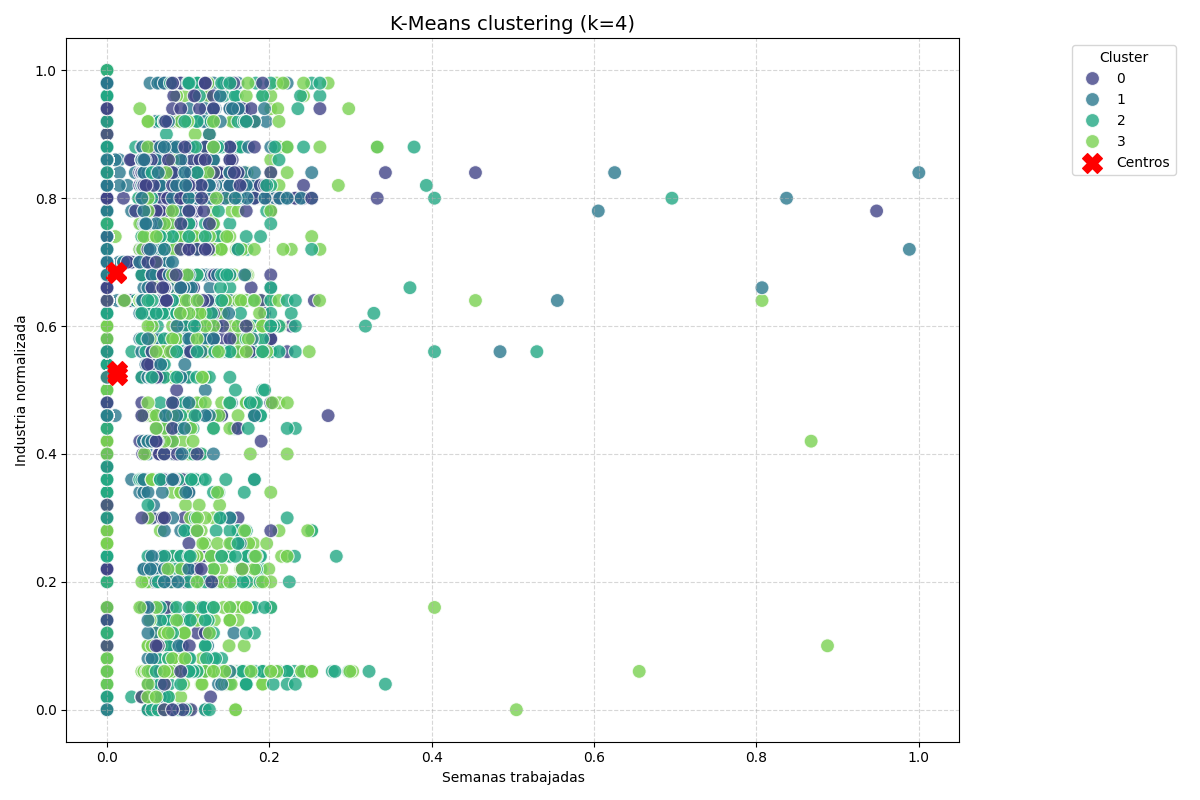 K-Means clustering (k=4)
Cluster
0
1
2
3
Centros
1.0
0.8
0.6
0.4
0.2
0.0
Industria normalizada
0.0 0.2 0.4 0.6 0.8 1.0
Semanas trabajadas